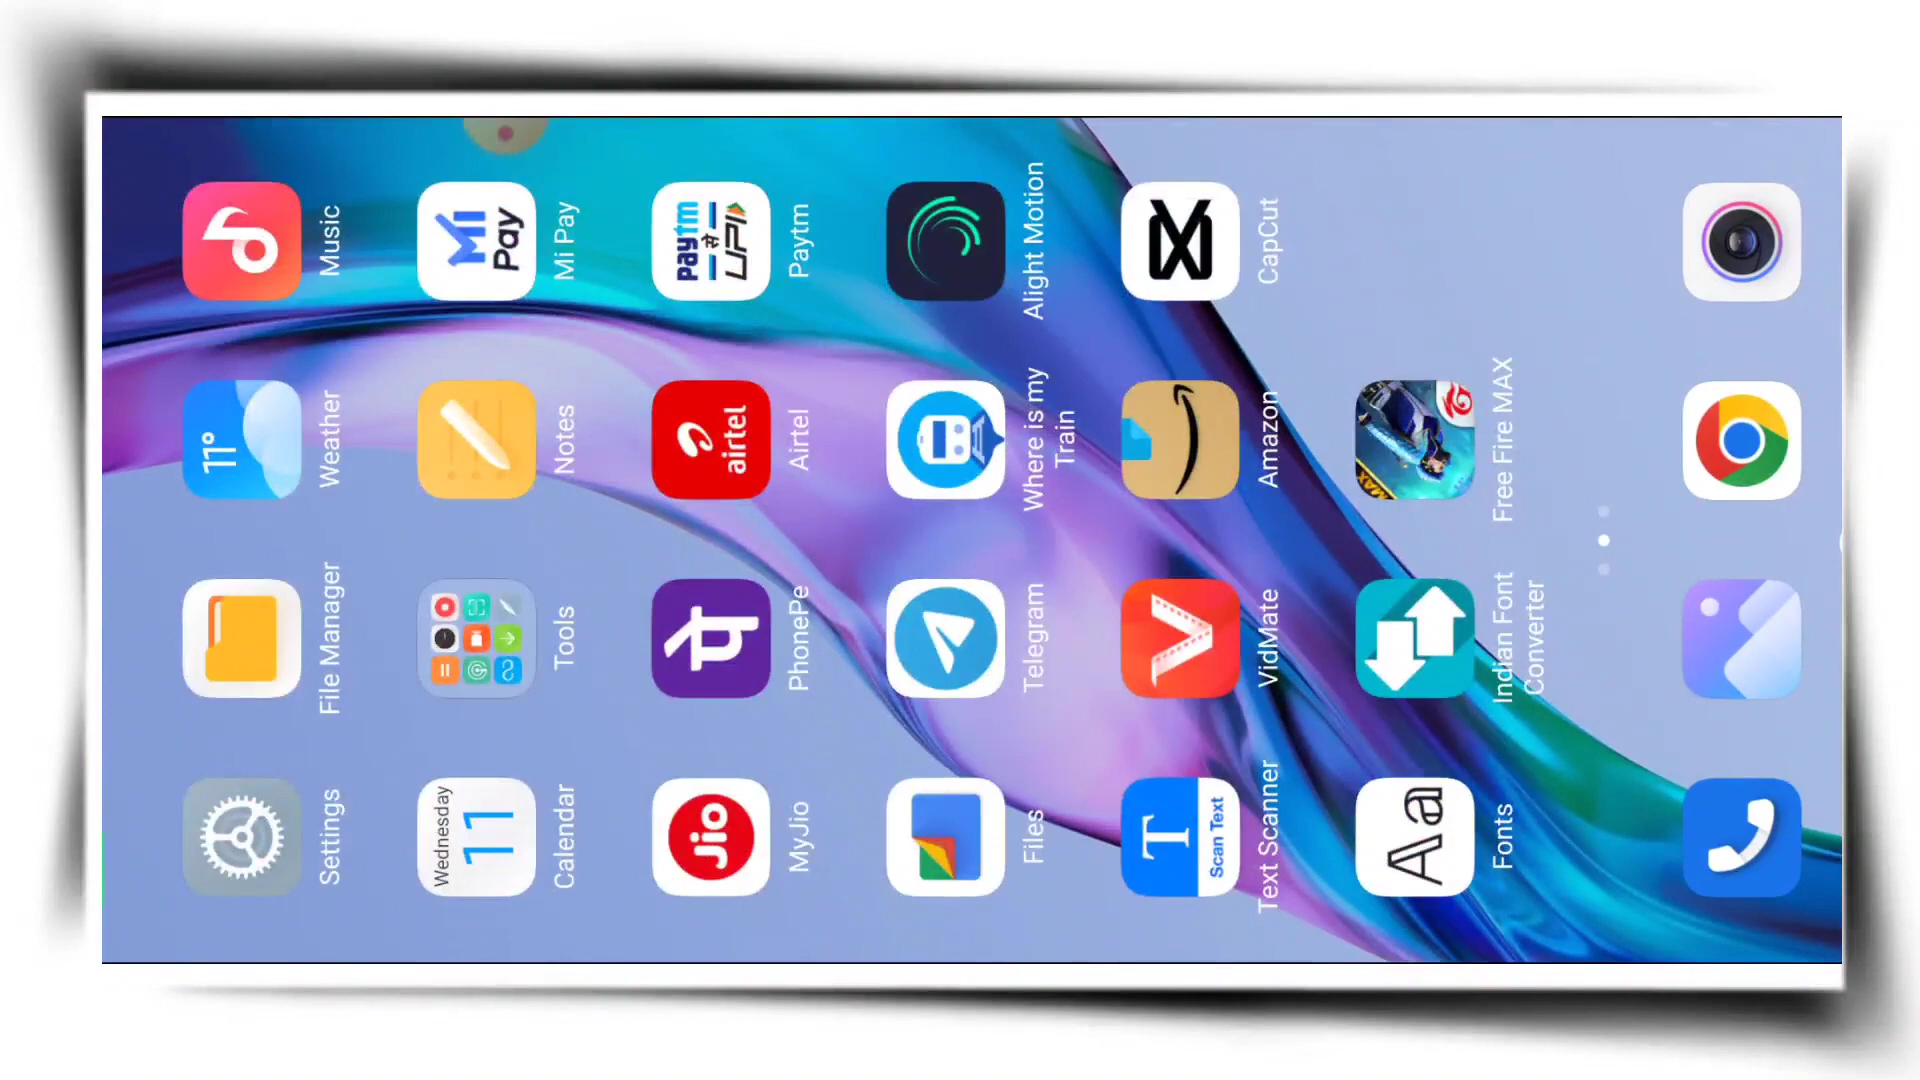 Settings
File Manager
11°
Weather
Music
Wednesday
11
Calendar
Tools
Notes
Mi
Pay
Mi Pay
Jio
MyJio
पे
PhonePe
airtel
Airtel
paytm
से
UPI
Paytm
Files
Telegram
Where is my
Train
Alight Motion
T
Scan Text
Text Scanner
VidMate
Amazon
CapCut
Aa
Fonts
Indian Font
Converter
MAX
Free Fire MAX